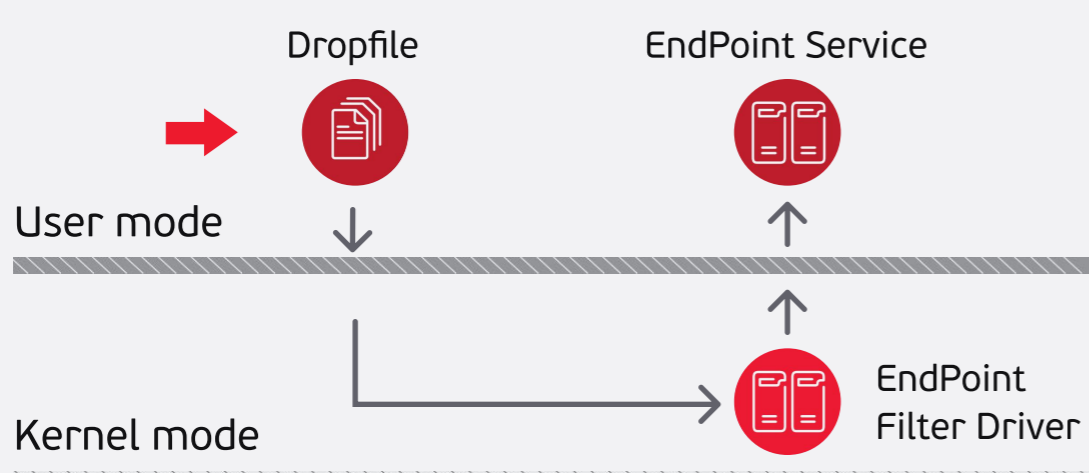 Dropfile
EndPoint Service
User mode
EndPoint
Filter Driver
Kernel mode